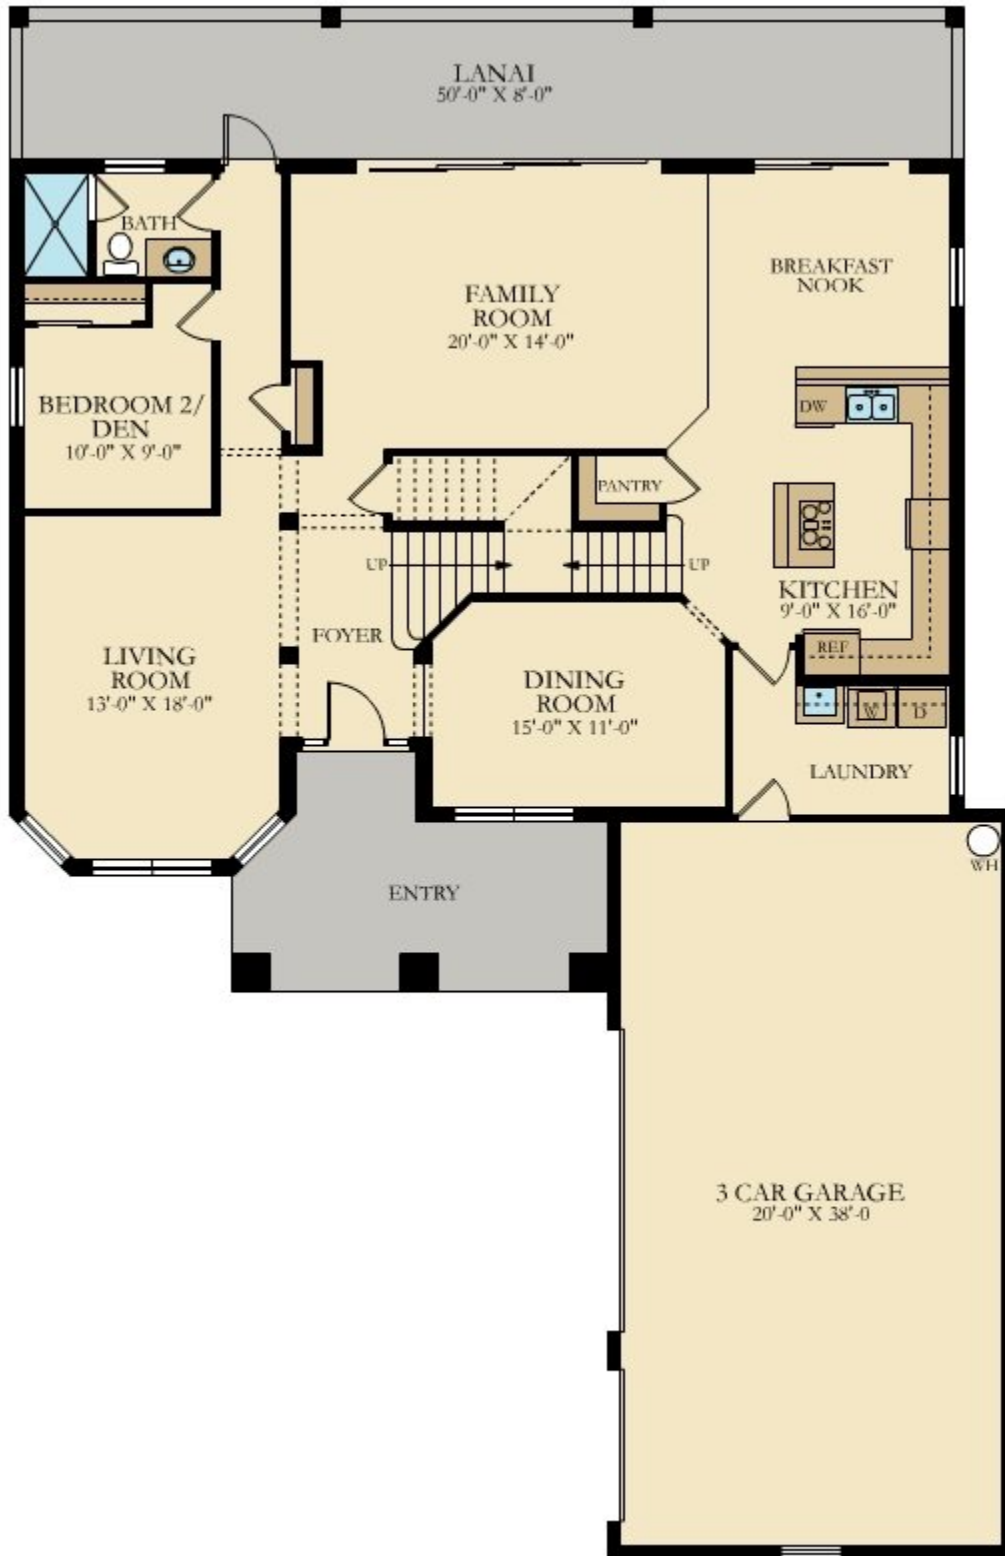 LANAI
50'-0" X 8'-0"
BATH
BREAKFAST
NOOK
FAMILY
ROOM
20'-0" X 14'-0"
BEDROOM 2/
DEN
10'-0" X 9'-0"
DW
PANTRY
UP
UP
KITCHEN
9'-0" X 16'-0"
FOYER
REF
LIVING
ROOM
13'-0" X 18'-0"
DINING
ROOM
15'-0" X 11'-0"
W
D
LAUNDRY
WH
ENTRY
3 CAR GARAGE
20'-0" X 38'-0